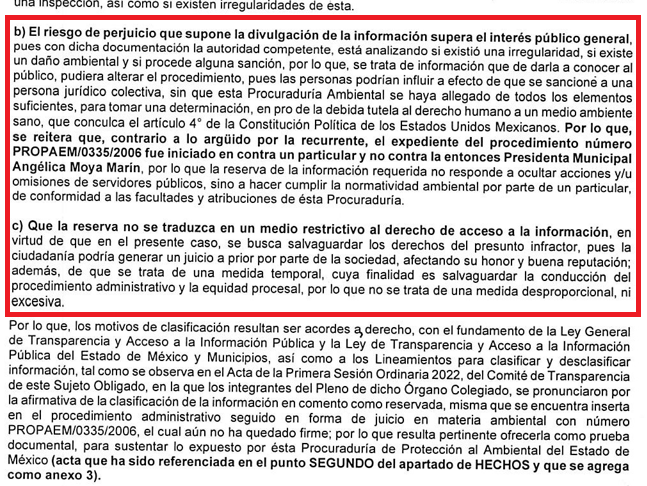 una inspección, así como si existen irregularidades de ésta.
b) El riesgo de perjuicio que supone la divulgación de la información supera el interés público general,
pues con dicha documentación la autoridad competente, está analizando si existió una irregularidad, si existe
un daño ambiental y si procede alguna sanción, por lo que, se trata de información que de darla a conocer al
público, pudiera alterar el procedimiento, pues las personas podrían influir a efecto de que se sancioné a una
persona jurídico colectiva, sin que esta Procuraduría Ambiental se haya allegado de todos los elementos
suficientes, para tomar una determinación, en pro de la debida tutela al derecho humano a un medio ambiente
sano, que conculca el artículo 4° de la Constitución Política de los Estados Unidos Mexicanos. Por lo que,
se reitera que, contrario a lo argüido por la recurrente, el expediente del procedimiento número
PROPAEM/0335/2006 fue iniciado en contra un particular y no contra la entonces Presidenta Municipal
Angélica Moya Marín, por lo que la reserva de la información requerida no responde a ocultar acciones y/u
omisiones de servidores públicos, sino a hacer cumplir la normatividad ambiental por parte de un particular,
de conformidad a las facultades y atribuciones de ésta Procuraduría.
c) Que la reserva no se traduzca en un medio restrictivo al derecho de acceso a la información, en
virtud de que en el presente caso, se busca salvaguardar los derechos del presunto infractor, pues la
ciudadanía podría generar un juicio a prior por parte de la sociedad, afectando su honor y buena reputación;
además, de que se trata de una medida temporal, cuya finalidad es salvaguardar la conducción del
procedimiento administrativo y la equidad procesal, por lo que no se trata de una medida desproporcional, ni
excesiva.
Por lo que, los motivos de clasificación resultan ser acordes a derecho, con el fundamento de la Ley General
de Transparencia y Acceso a la Información Pública y la Ley de Transparencia y Acceso a la Información
Pública del Estado de México y Municipios, así como a los Lineamientos para clasificar y desclasificar
información, tal como se observa en el Acta de la Primera Sesión Ordinaria 2022, del Comité de Transparencia
de este Sujeto Obligado, en la que los integrantes del Pleno de dicho Órgano Colegiado, se pronunciaron por
la afirmativa de la clasificación de la información en comento como reservada, misma que se encuentra inserta
en el procedimiento administrativo seguido en forma de juicio en materia ambiental con número
PROPAEM/0335/2006, el cual aún no ha quedado firme; por lo que resulta pertinente ofrecerla como prueba
documental, para sustentar lo expuesto por ésta Procuraduría de Protección al Ambiental del Estado de
México (acta que ha sido referenciada en el punto SEGUNDO del apartado de HECHOS y que se agrega
como anexo 3).